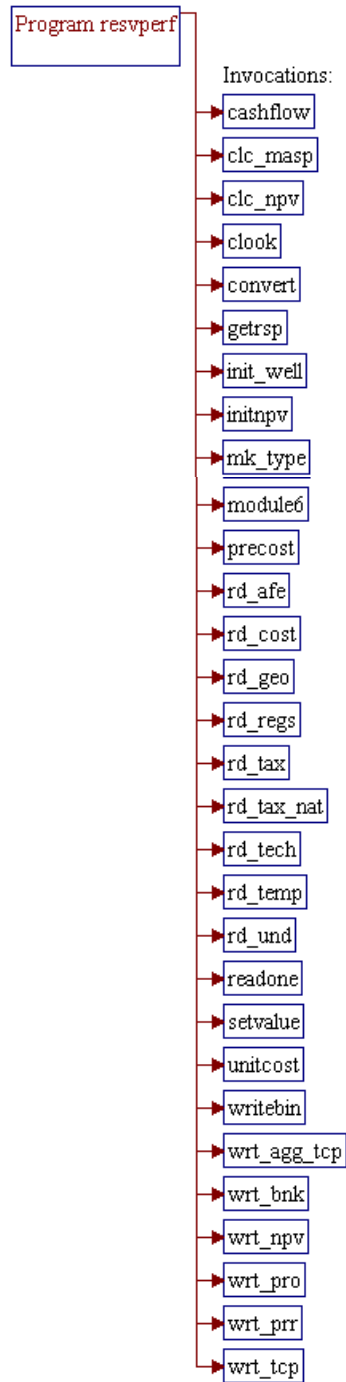 Program resvperf
Invocations:
cashflow
clc_masp
clc_npv
clook
convert
getrsp
init_well
initnpv
mk_type
module6
precost
rd_afe
rd_cost
rd_geo
rd_regs
rd_tax
rd_tax_nat
rd_tech
rd_temp
rd_und
readone
setvalue
unitcost
writebin
wrt_agg_tcp
wrt_bnk
wrt_npv
wrt_pro
wrt_prr
wrt_tcp